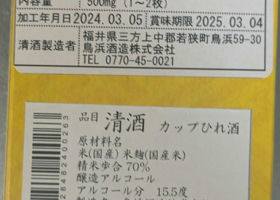 内容量 500mg(1〜2枚)
加工年月日 2024.03.05 賞味期限 2025.03.04
清酒製造者 福井県三方上中郡若狭町鳥浜59-30
鳥浜酒造株式会社
TEL 0770-45-0021
品目 清酒 カップひれ酒
原材料名
米(国産) 米麹(国産米)
精米歩合 70%
醸造アルコール
アルコール分 15.5度